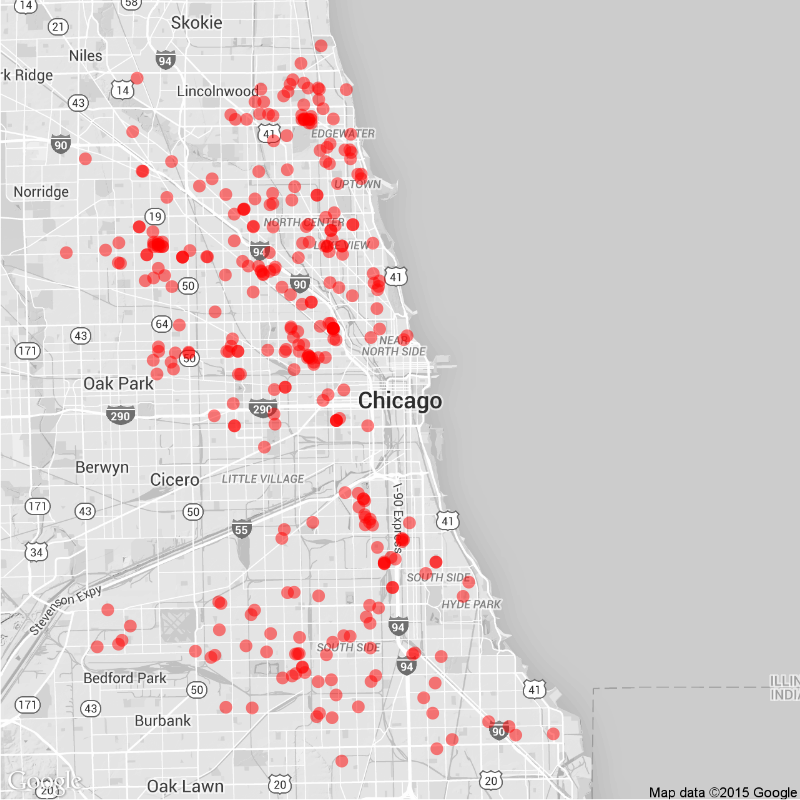 14
58
Skokie
21
Niles
94
rk Ridge
14
Lincolnwood
43
41
EDGEWATER
90
UPTOWN
Norridge
19
NORTH CENTER
LAKE VIEW
94
41
90
50
64
43
NEAR
NORTH SIDE
171
50
Oak Park
290
290
Chicago
Berwyn
Cicero
LITTLE VILLAGE
171
43
50
I-90 Express
41
55
34
SOUTH SIDE
Stevenson Expy
HYDE PARK
94
SOUTH SIDE
94
Bedford Park
50
41
ILLIN
INDIA
171
43
Burbank
90
Google
Oak Lawn
20
20
20
Map data ©2015 Google